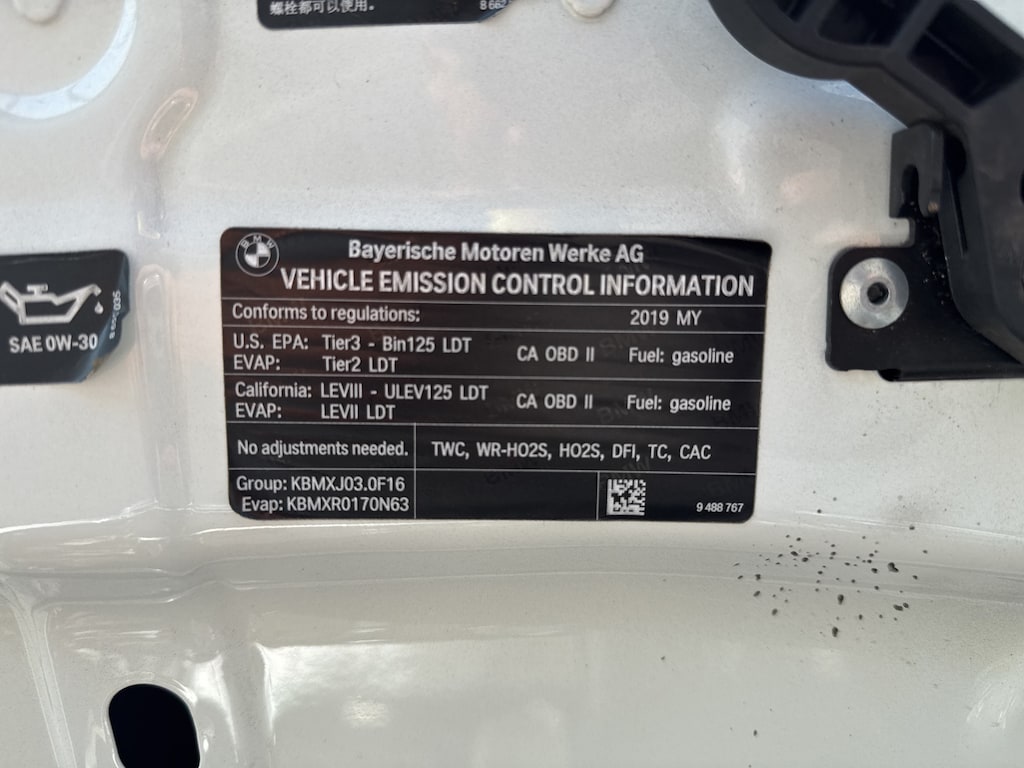 螺栓都可以使用。
8 662
BMW
Bayerische Motoren Werke AG
VEHICLE EMISSION CONTROL INFORMATION
Conforms to regulations: 2019 MY
U.S. EPA: Tier3 - Bin125 LDT CA OBD II Fuel: gasoline
EVAP: Tier2 LDT
California: LEVIII - ULEV125 LDT CA OBD II Fuel: gasoline
EVAP: LEVII LDT
No adjustments needed. TWC, WR-HO2S, HO2S, DFI, TC, CAC
Group: KBMXJ03.0F16
Evap: KBMXR0170N63
9 488 767
SAE 0W-30